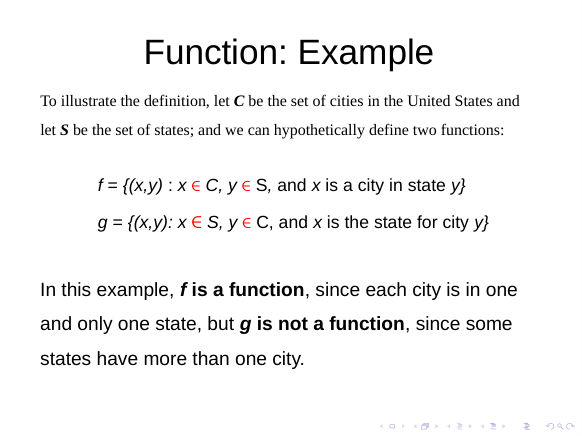 Function: Example
To illustrate the definition, let C be the set of cities in the United States and
let S be the set of states; and we can hypothetically define two functions:
f = {(x,y) : x ∈ C, y ∈ S, and x is a city in state y}
g = {(x,y): x ∈ S, y ∈ C, and x is the state for city y}
In this example, f is a function, since each city is in one
and only one state, but g is not a function, since some
states have more than one city.